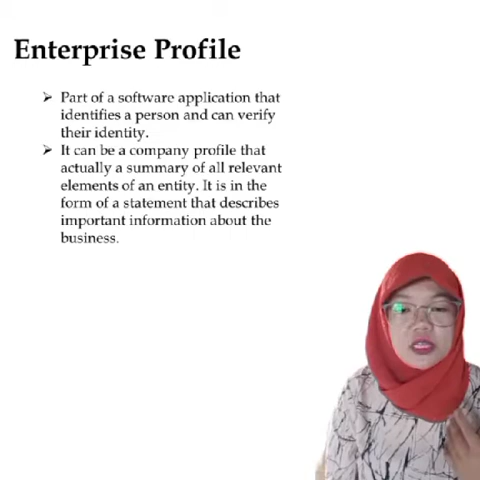 Enterprise Profile
➢ Part of a software application that
identifies a person and can verify
their identity.
➢ It can be a company profile that
actually a summary of all relevant
elements of an entity. It is in the
form of a statement that describes
important information about the
business.